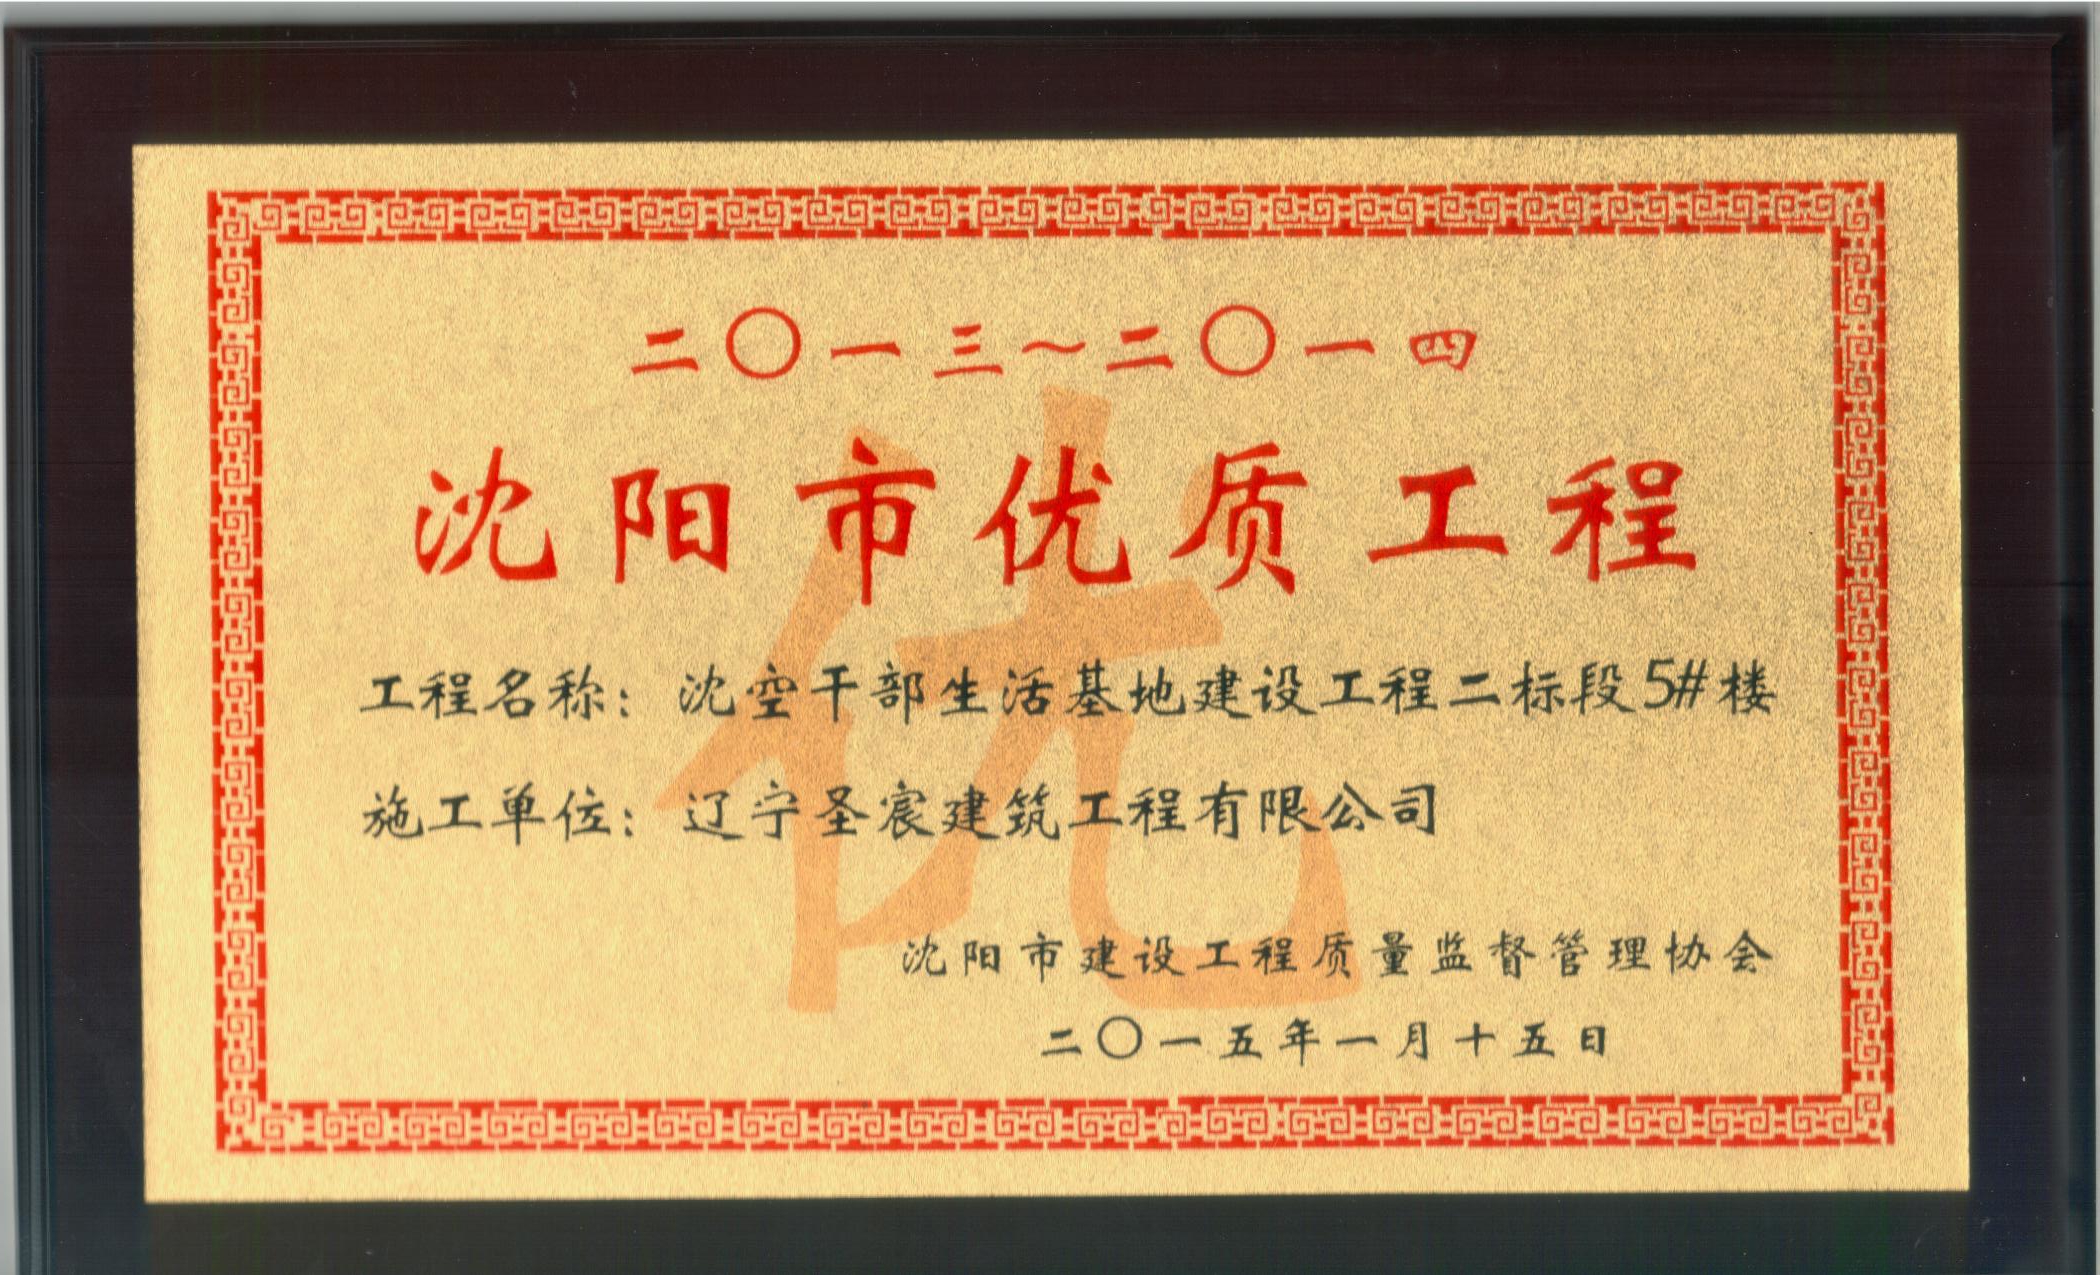 二〇一三~二〇一四
沈阳市优质工程
优
工程名称：沈空干部生活基地建设工程二标段5#楼
施工单位：辽宁圣宸建筑工程有限公司
沈阳市建设工程质量监督管理协会
二〇一五年一月十五日